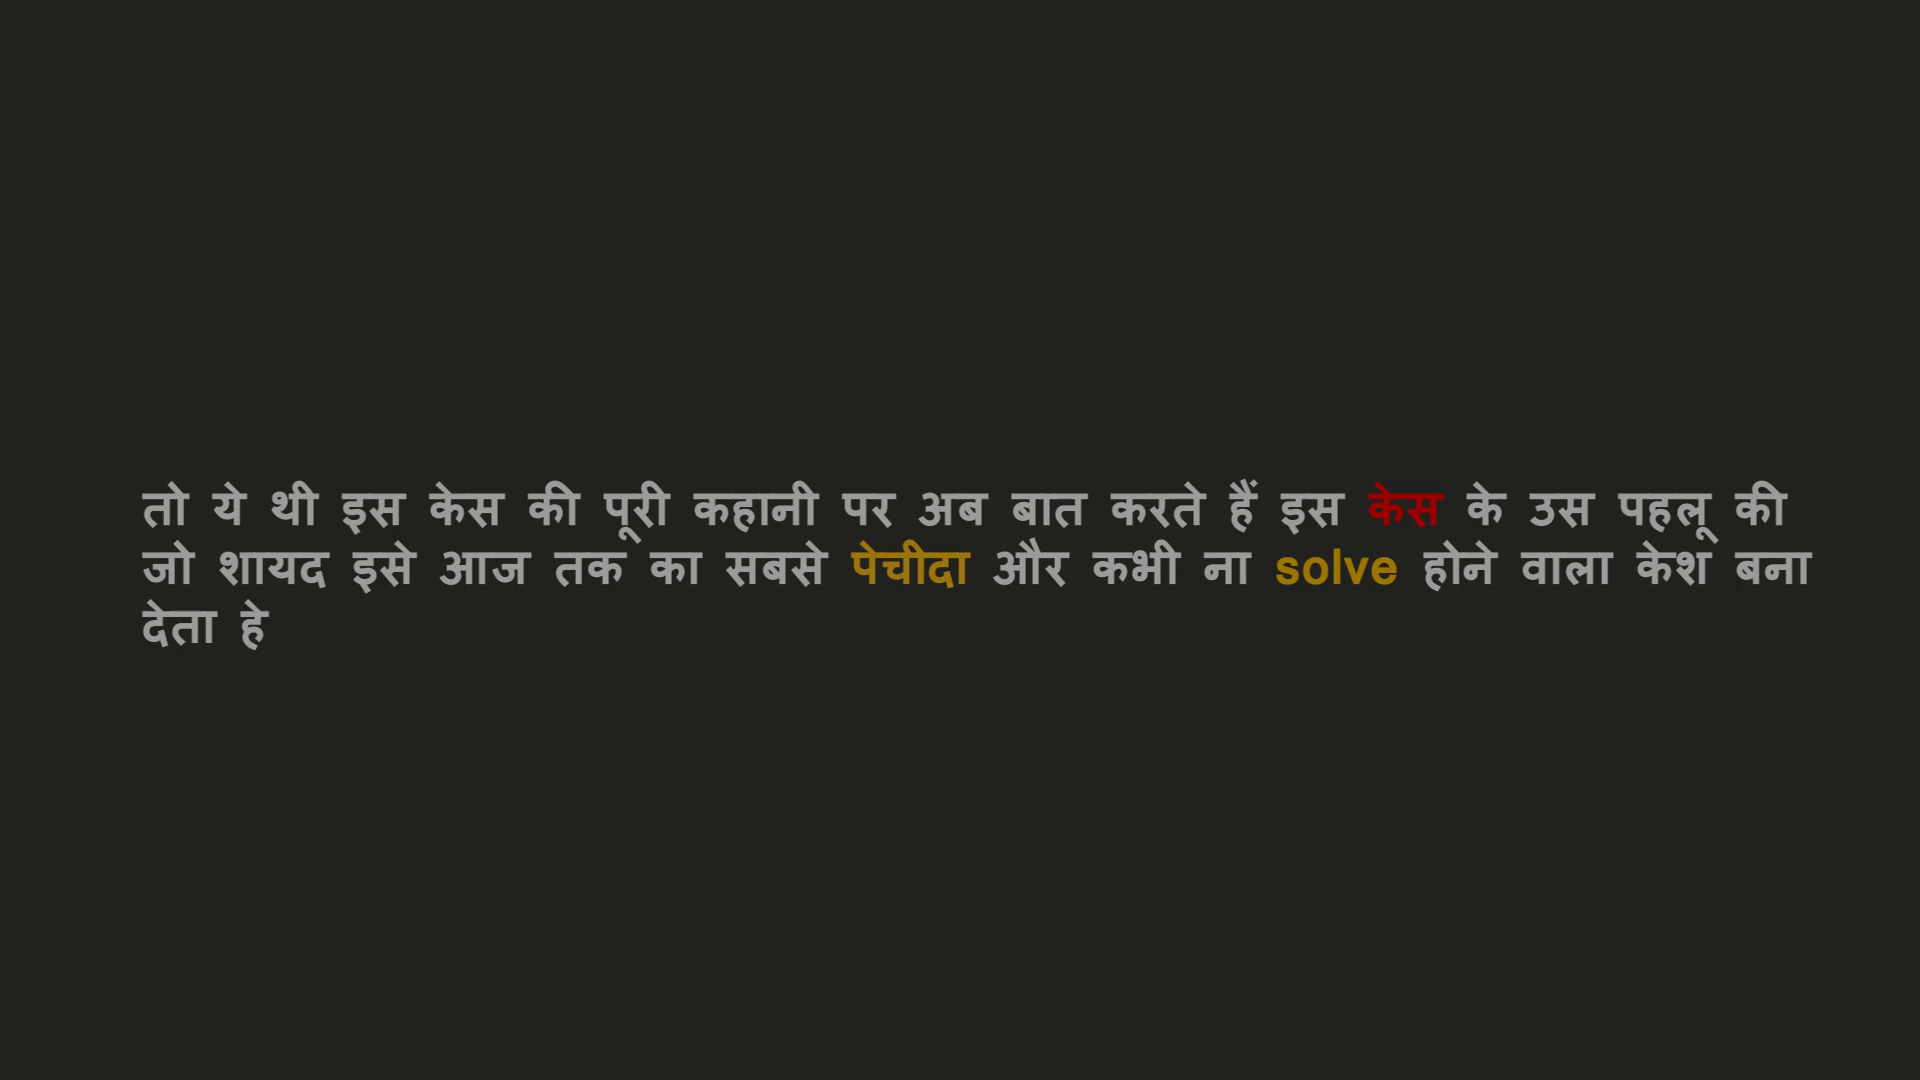 तो ये थी इस केस की पूरी कहानी पर अब बात करते हैं इस केस के उस पहलू की
जो शायद इसे आज तक का सबसे पेचीदा और कभी ना solve होने वाला केश बना
देता हे